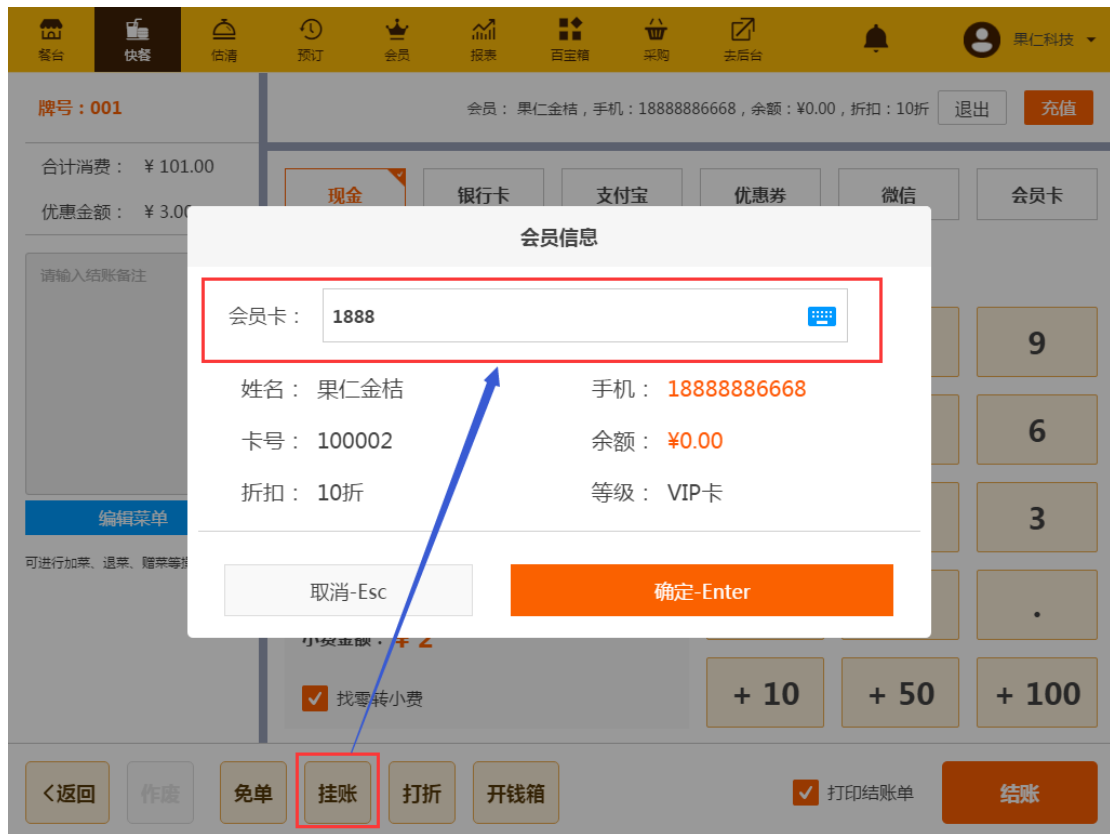 餐台 快餐 估清 预订 会员 报表 百宝箱 采购 去后台 果仁科技
牌号：001
会员： 果仁金桔，手机：18888886668，余额：¥0.00，折扣：10折 退出 充值
合计消费： ¥ 101.00
优惠金额： ¥ 3.00
现金 银行卡 支付宝 优惠券 微信 会员卡
请输入结账备注
会员信息
会员卡： 1888
姓名： 果仁金桔 手机： 18888886668
卡号： 100002 余额： ¥0.00
折扣： 10折 等级： VIP卡
取消-Esc 确定-Enter
9
6
3
.
编辑菜单
可进行加菜、退菜、赠菜等
小费金额： ¥ 2
找零转小费
+ 10 + 50 + 100
<返回 作废 免单 挂账 打折 开钱箱 打印结账单 结账